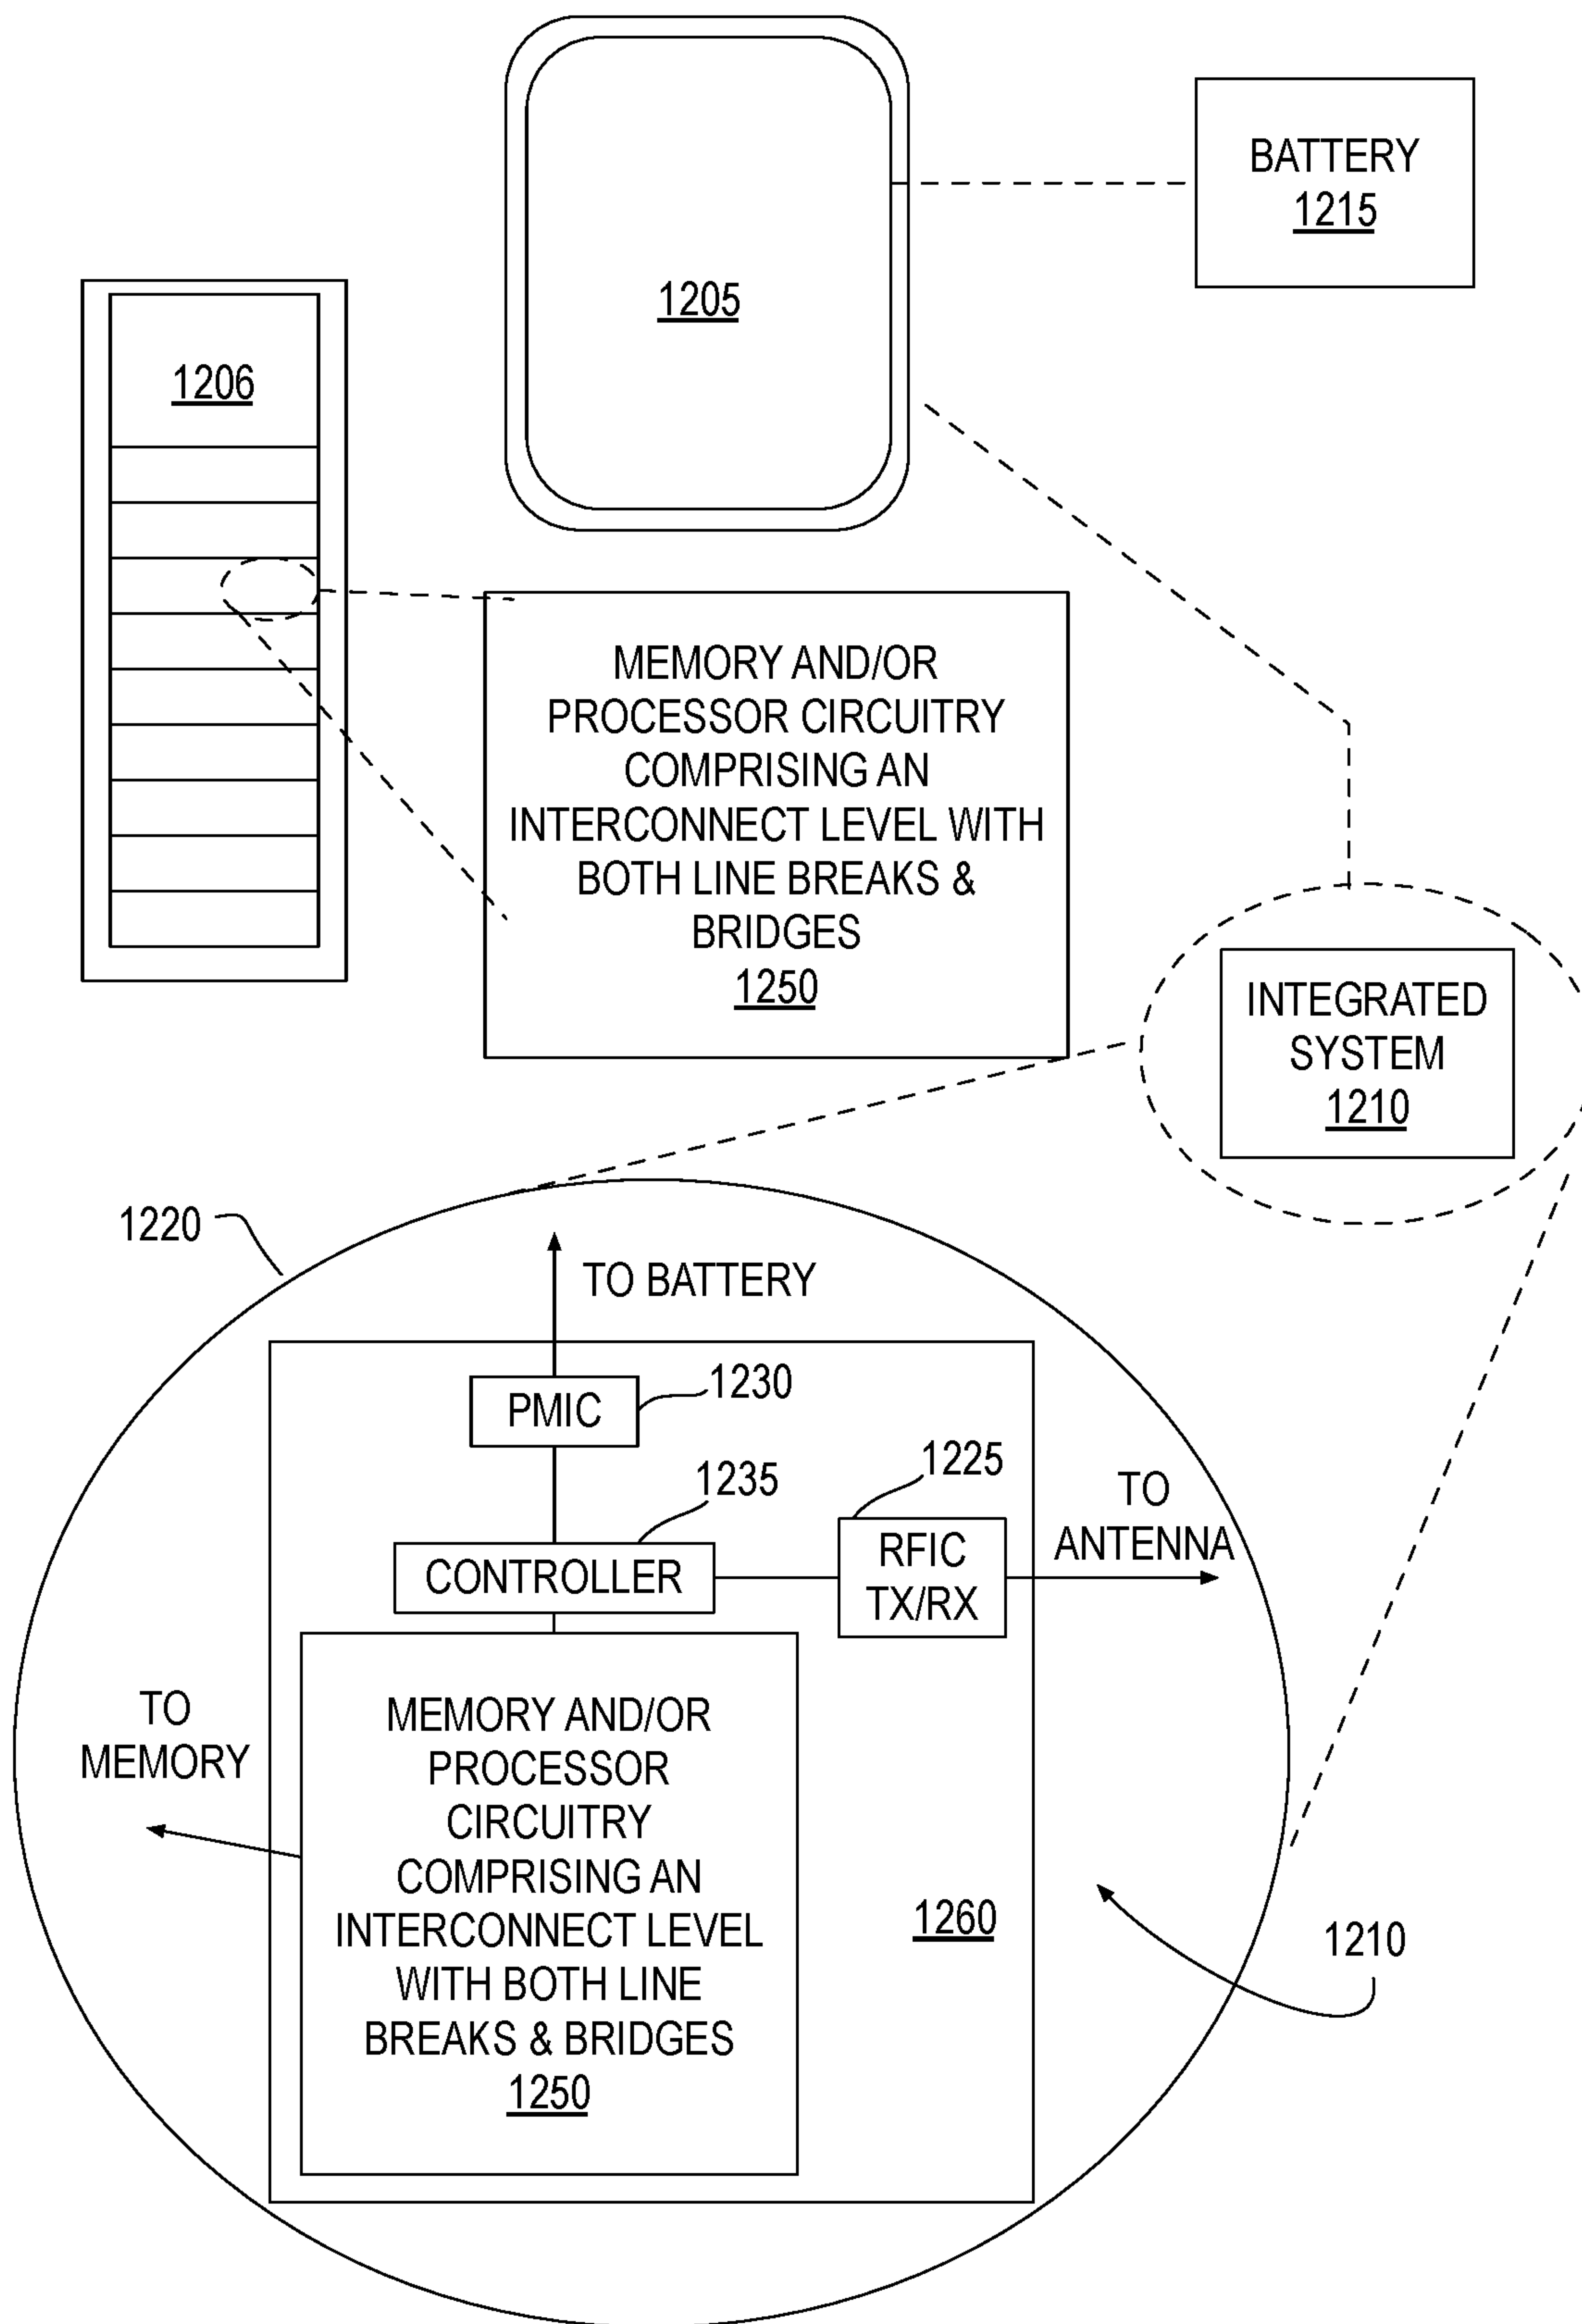 1205
BATTERY
1215
1206
MEMORY AND/OR
PROCESSOR CIRCUITRY
COMPRISING AN
INTERCONNECT LEVEL WITH
BOTH LINE BREAKS &
BRIDGES
1250
INTEGRATED
SYSTEM
1210
1220
TO BATTERY
PMIC
1230
1235
1225
CONTROLLER
RFIC
TX/RX
TO
ANTENNA
TO
MEMORY
MEMORY AND/OR
PROCESSOR
CIRCUITRY
COMPRISING AN
INTERCONNECT LEVEL
WITH BOTH LINE
BREAKS & BRIDGES
1250
1260
1210